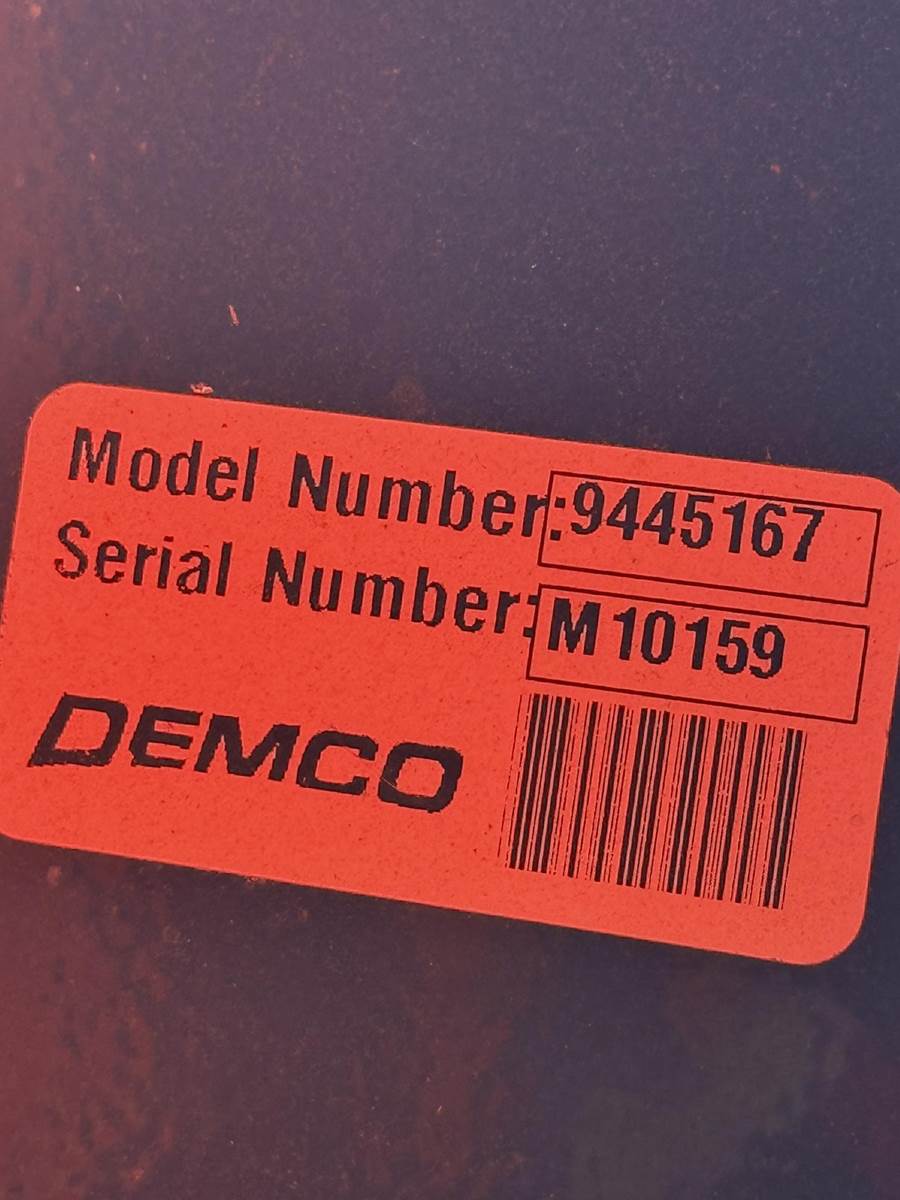 Model Number:9445167
Serial Number:M10159
DEMCO